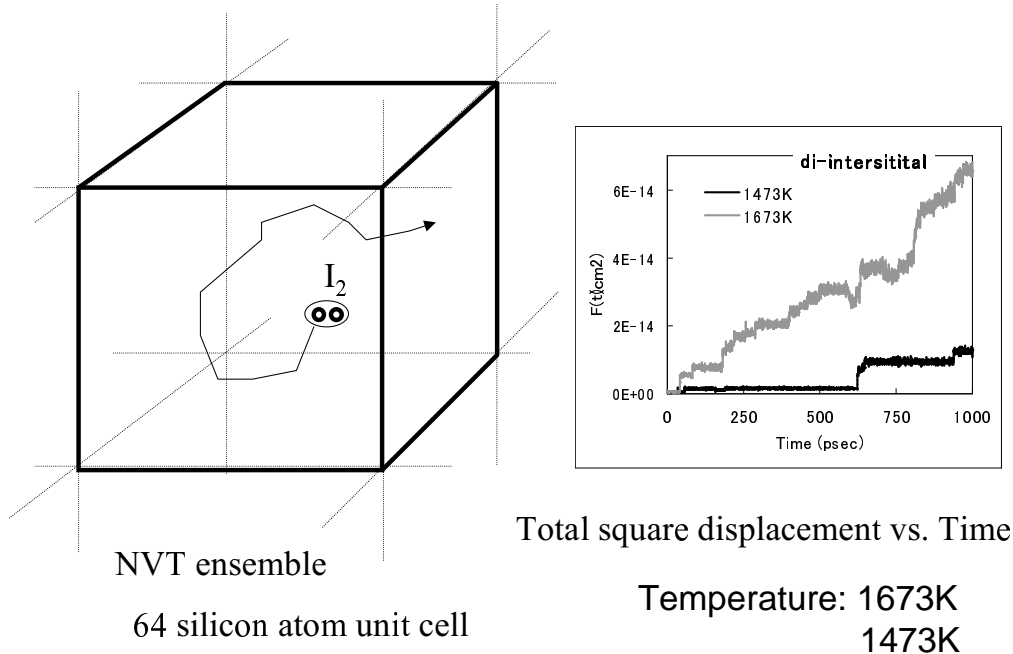 I2
NVT ensemble
64 silicon atom unit cell
di-intersitital
1473K
1673K
F(t)(cm2)
6E-14
4E-14
2E-14
0E+00
0 250 500 750 1000
Time (psec)
Total square displacement vs. Time
Temperature: 1673K
1473K